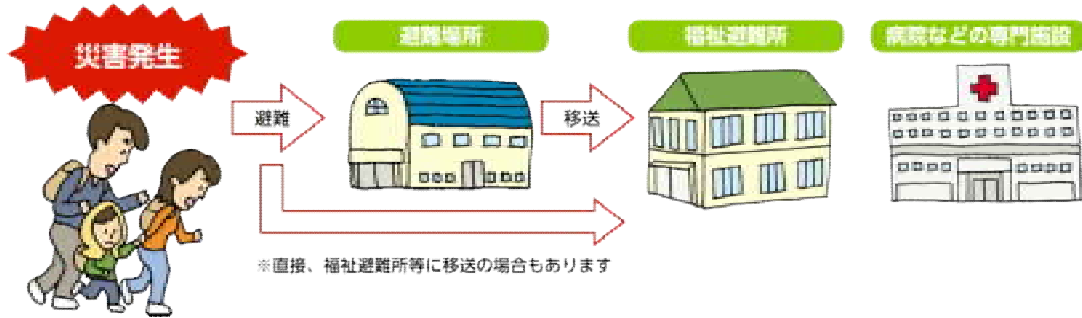 災害発生
避難場所
福祉避難所
病院などの専門施設
避難
移送
※直接、福祉避難所等に移送の場合もあります